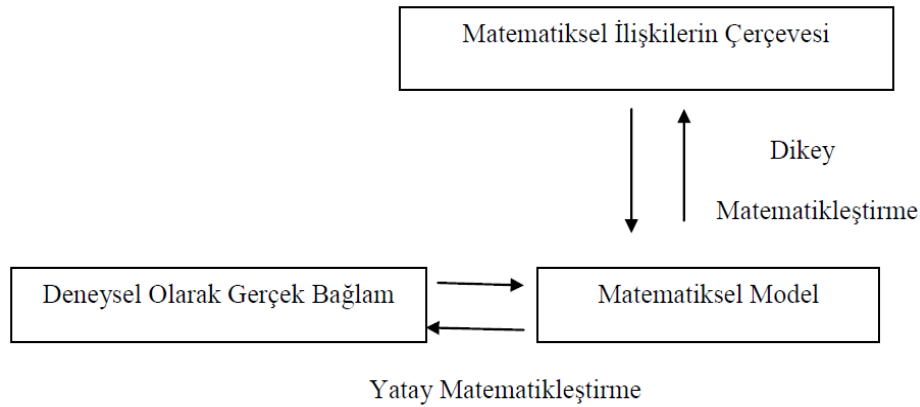 Matematiksel İlişkilerin Çerçevesi
Dikey
Matematikleştirme
Deneysel Olarak Gerçek Bağlam
Matematiksel Model
Yatay Matematikleştirme